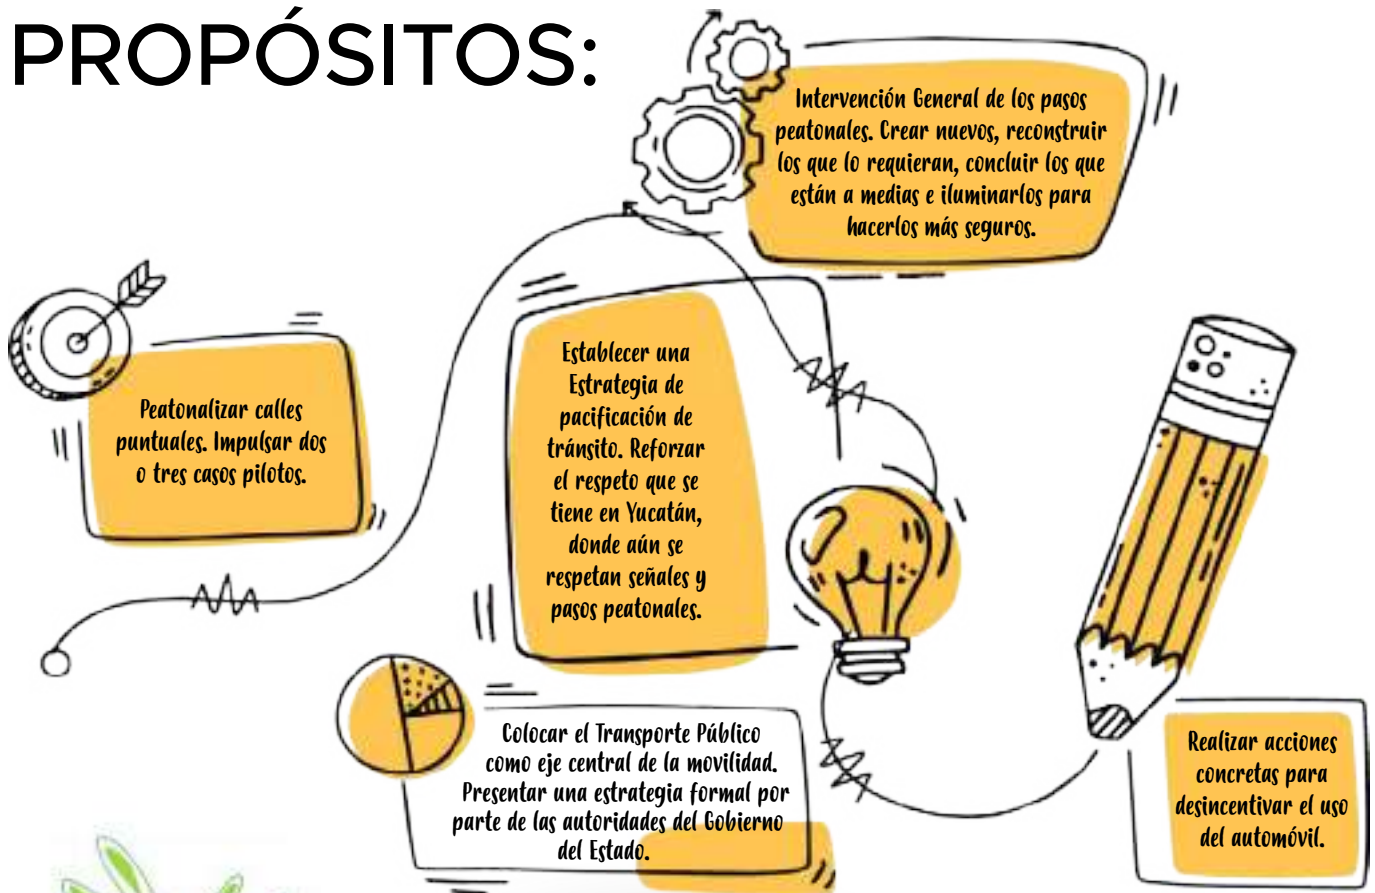 PROPÓSITOS:
Intervención General de los pasos
peatonales. Crear nuevos, reconstruir
los que lo requieran, concluir los que
están a medias e iluminarlos para
hacerlos más seguros.
Peatonalizar calles
puntuales. Impulsar dos
o tres casos pilotos.
Establecer una
Estrategia de
pacificación de
tránsito. Reforzar
el respeto que se
tiene en Yucatán,
donde aún se
respetan señales y
pasos peatonales.
Colocar el Transporte Público
como eje central de la movilidad.
Presentar una estrategia formal por
parte de las autoridades del Gobierno
del Estado.
Realizar acciones
concretas para
desincentivar el uso
del automóvil.